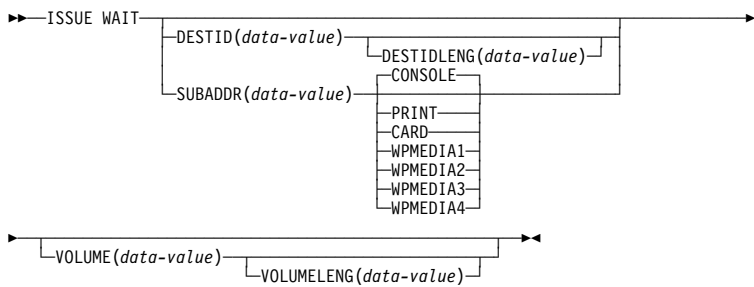 ISSUE WAIT
DESTID(data-value)
DESTIDLENG(data-value)
CONSOLE
SUBADDR(data-value)
PRINT
CARD
WPMEDIA1
WPMEDIA2
WPMEDIA3
WPMEDIA4
VOLUME(data-value)
VOLUMELENG(data-value)